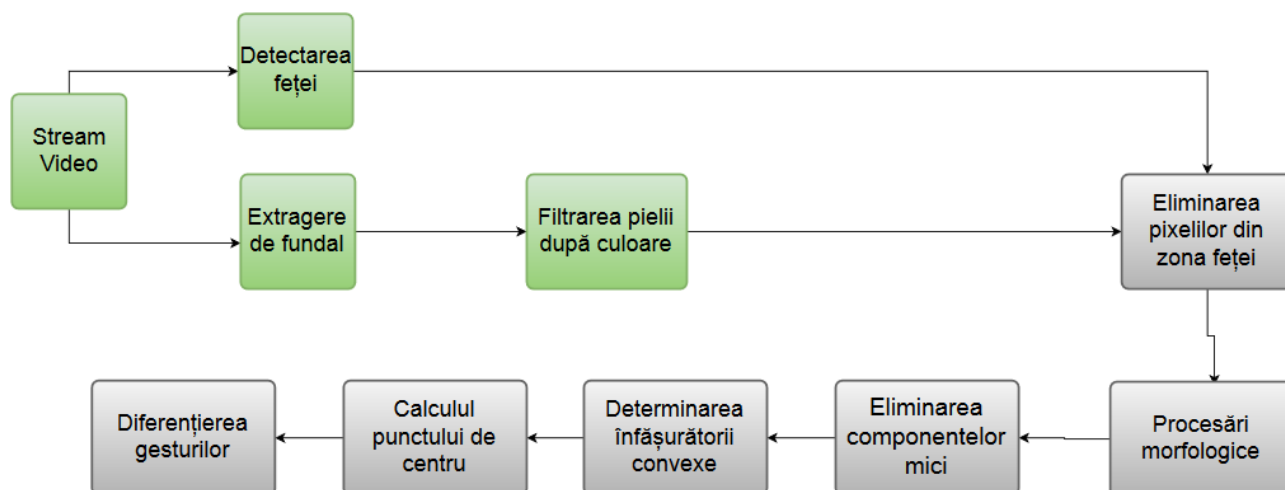 Detectarea
feței
Stream
Video
Extragere
de fundal
Filtrarea pielii
după culoare
Eliminarea
pixelilor din
zona feței
Diferențierea
gesturilor
Calculul
punctului de
centru
Determinarea
înfășurătorii
convexe
Eliminarea
componentelor
mici
Procesări
morfologice